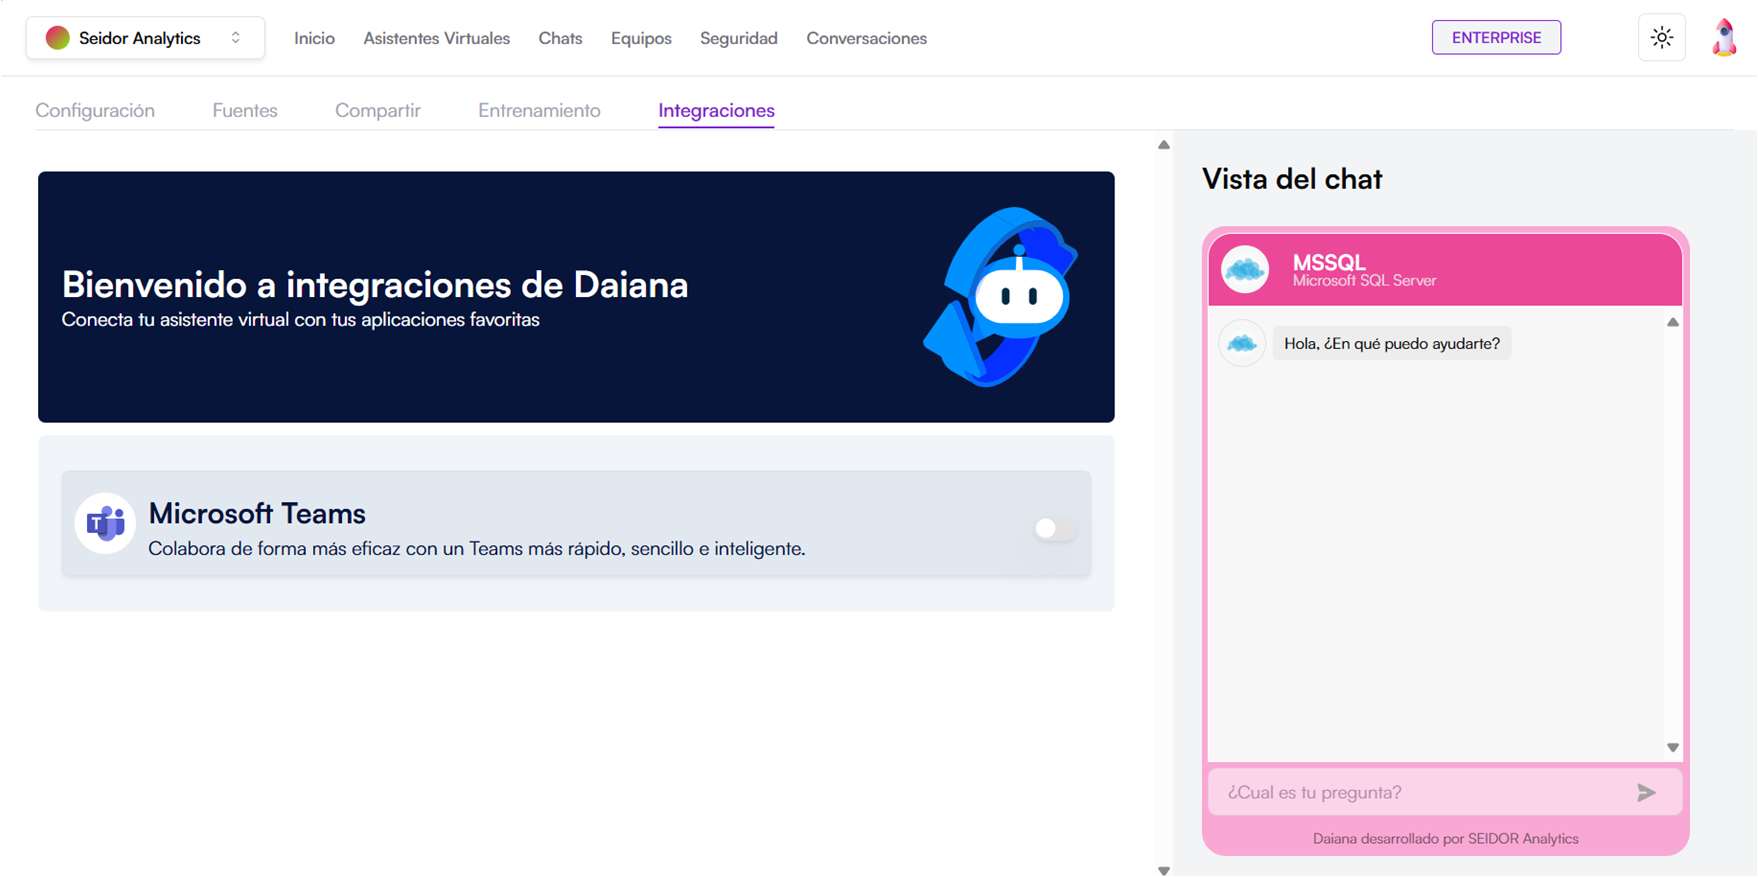 Seidor Analytics
Inicio
Asistentes Virtuales
Chats
Equipos
Seguridad
Conversaciones
ENTERPRISE
Configuración
Fuentes
Compartir
Entrenamiento
Integraciones
Bienvenido a integraciones de Daiana
Conecta tu asistente virtual con tus aplicaciones favoritas
T
Microsoft Teams
Colabora de forma más eficaz con un Teams más rápido, sencillo e inteligente.
Vista del chat
MSSQL
Microsoft SQL Server
Hola, ¿En qué puedo ayudarte?
¿Cual es tu pregunta?
Daiana desarrollado por SEIDOR Analytics